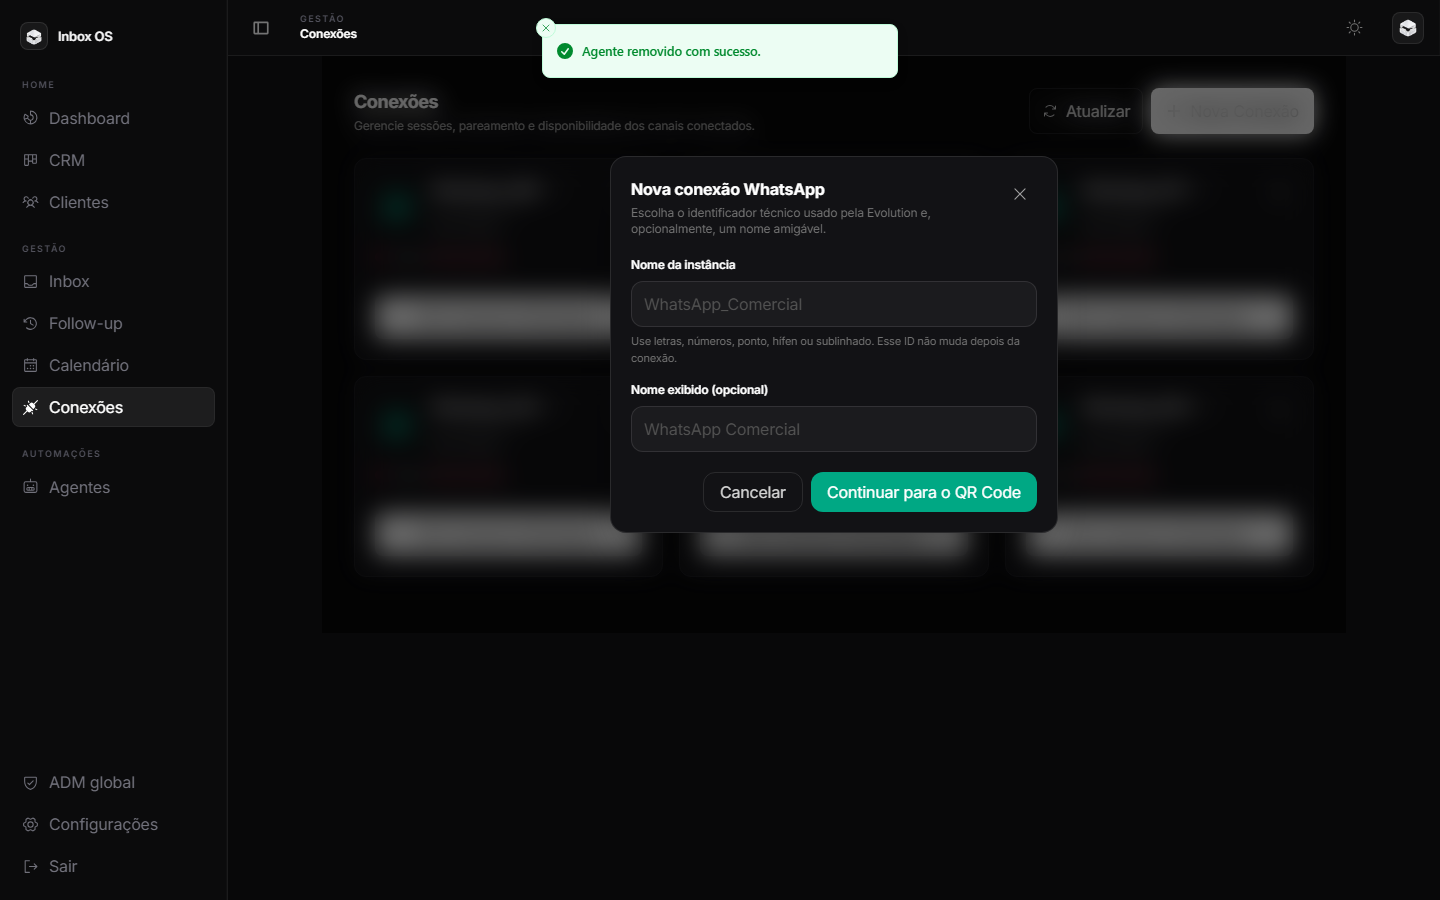 Inbox OS
HOME
Dashboard
CRM
Clientes
GESTÃO
Inbox
Follow-up
Calendário
Conexões
AUTOMAÇÕES
Agentes
ADM global
Configurações
Sair
GESTÃO
Conexões
Agente removido com sucesso.
Conexões
Gerencie sessões, pareamento e disponibilidade dos canais conectados.
Atualizar
Nova Conexão
Nova conexão WhatsApp
Escolha o identificador técnico usado pela Evolution e,
opcionalmente, um nome amigável.
Nome da instância
WhatsApp_Comercial
Use letras, números, ponto, hífen ou sublinhado. Esse ID não muda depois da
conexão.
Nome exibido (opcional)
WhatsApp Comercial
Cancelar
Continuar para o QR Code